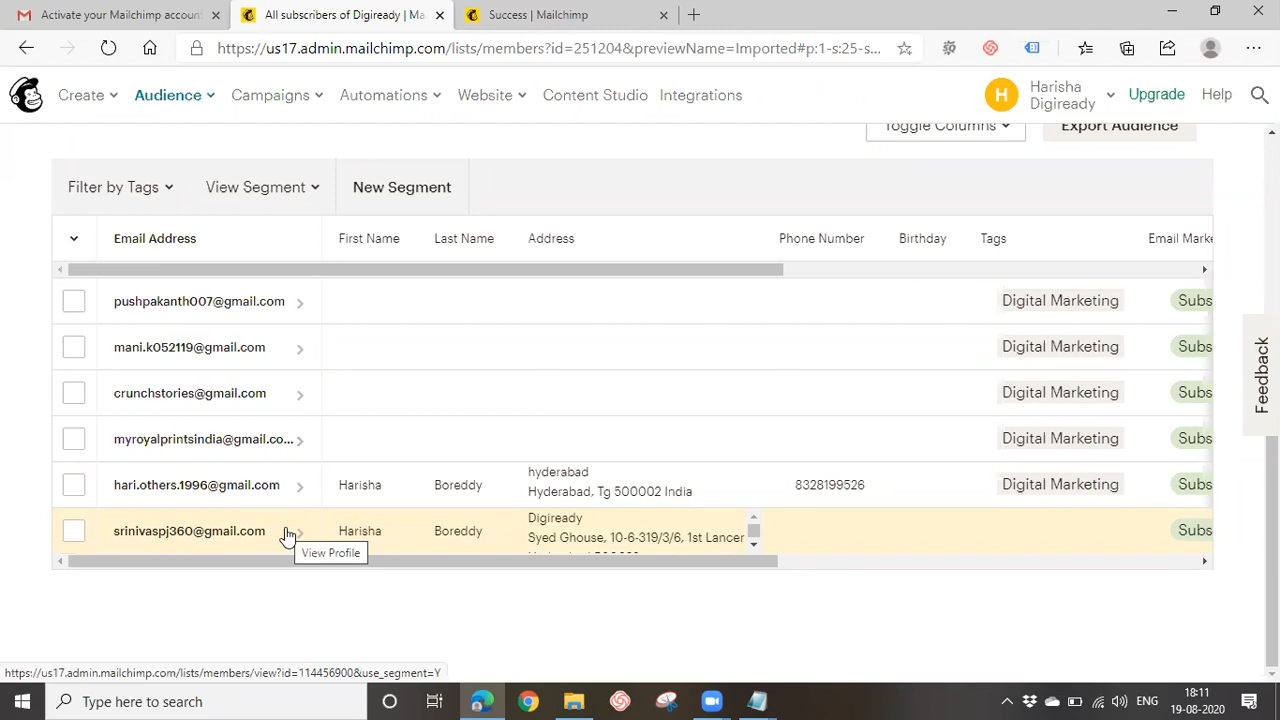 Activate your Mailchimp accoun
All subscribers of Digiready | Ma
Success | Mailchimp
https://us17.admin.mailchimp.com/lists/members?id=251204&previewName=Imported#p:1-s:25-s...
Create
Audience
Campaigns
Automations
Website
Content Studio
Integrations
H
Harisha
Digiready
Upgrade
Help
Toggle Columns
Export Audience
Filter by Tags
View Segment
New Segment
Email Address First Name Last Name Address Phone Number Birthday Tags Email Marke
pushpakanth007@gmail.com Digital Marketing Subs
mani.k052119@gmail.com Digital Marketing Subs
crunchstories@gmail.com Digital Marketing Subs
myroyalprintsindia@gmail.co... Digital Marketing Subs
hari.others.1996@gmail.com Harisha Boreddy hyderabad
Hyderabad, Tg 500002 India 8328199526 Digital Marketing Subs
srinivaspj360@gmail.com Harisha Boreddy Digiready
Syed Ghouse, 10-6-319/3/6, 1st Lancer Subs
View Profile
Feedback
https://us17.admin.mailchimp.com/lists/members/view?id=114456900&use_segment=Y
Type here to search
ENG
18:11
19-08-2020